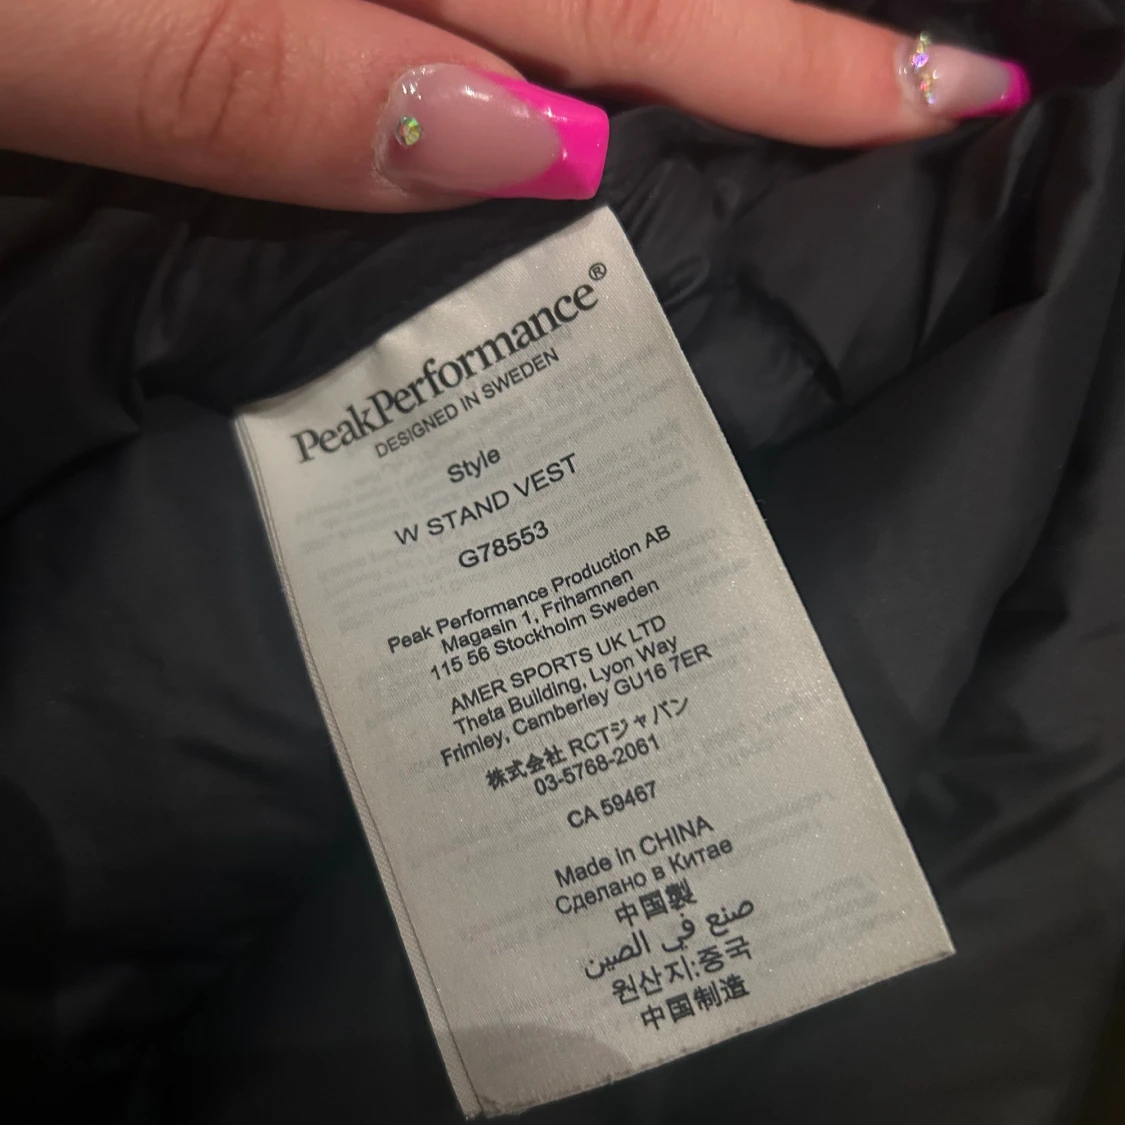 PeakPerformance®
DESIGNED IN SWEDEN
Style
W STAND VEST
G78553
Peak Performance Production AB
Magasin 1, Frihamnen
115 56 Stockholm Sweden
AMER SPORTS UK LTD
Theta Building, Lyon Way
Frimley, Camberley GU16 7ER
株式会社 RCTジャパン
03-5768-2061
CA 59467
Made in CHINA
Сделано в Китае
中国製
صنع في الصين
원산지:중국
中国制造